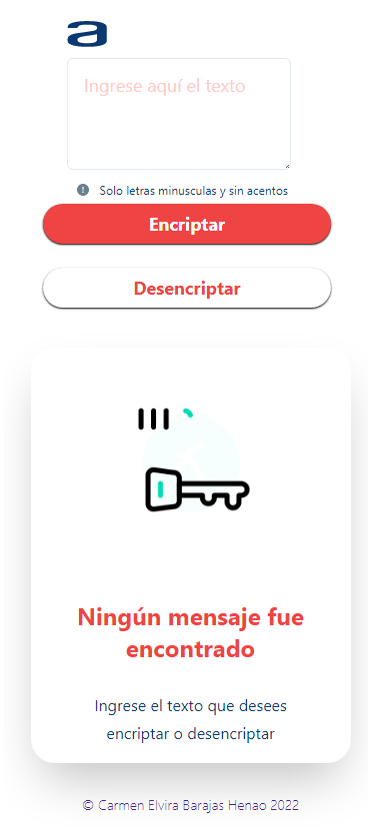 a
Ingrese aquí el texto
! Solo letras minusculas y sin acentos
Encriptar
Desencriptar
Ningún mensaje fue
encontrado
Ingrese el texto que desees
encriptar o desencriptar
© Carmen Elvira Barajas Henao 2022